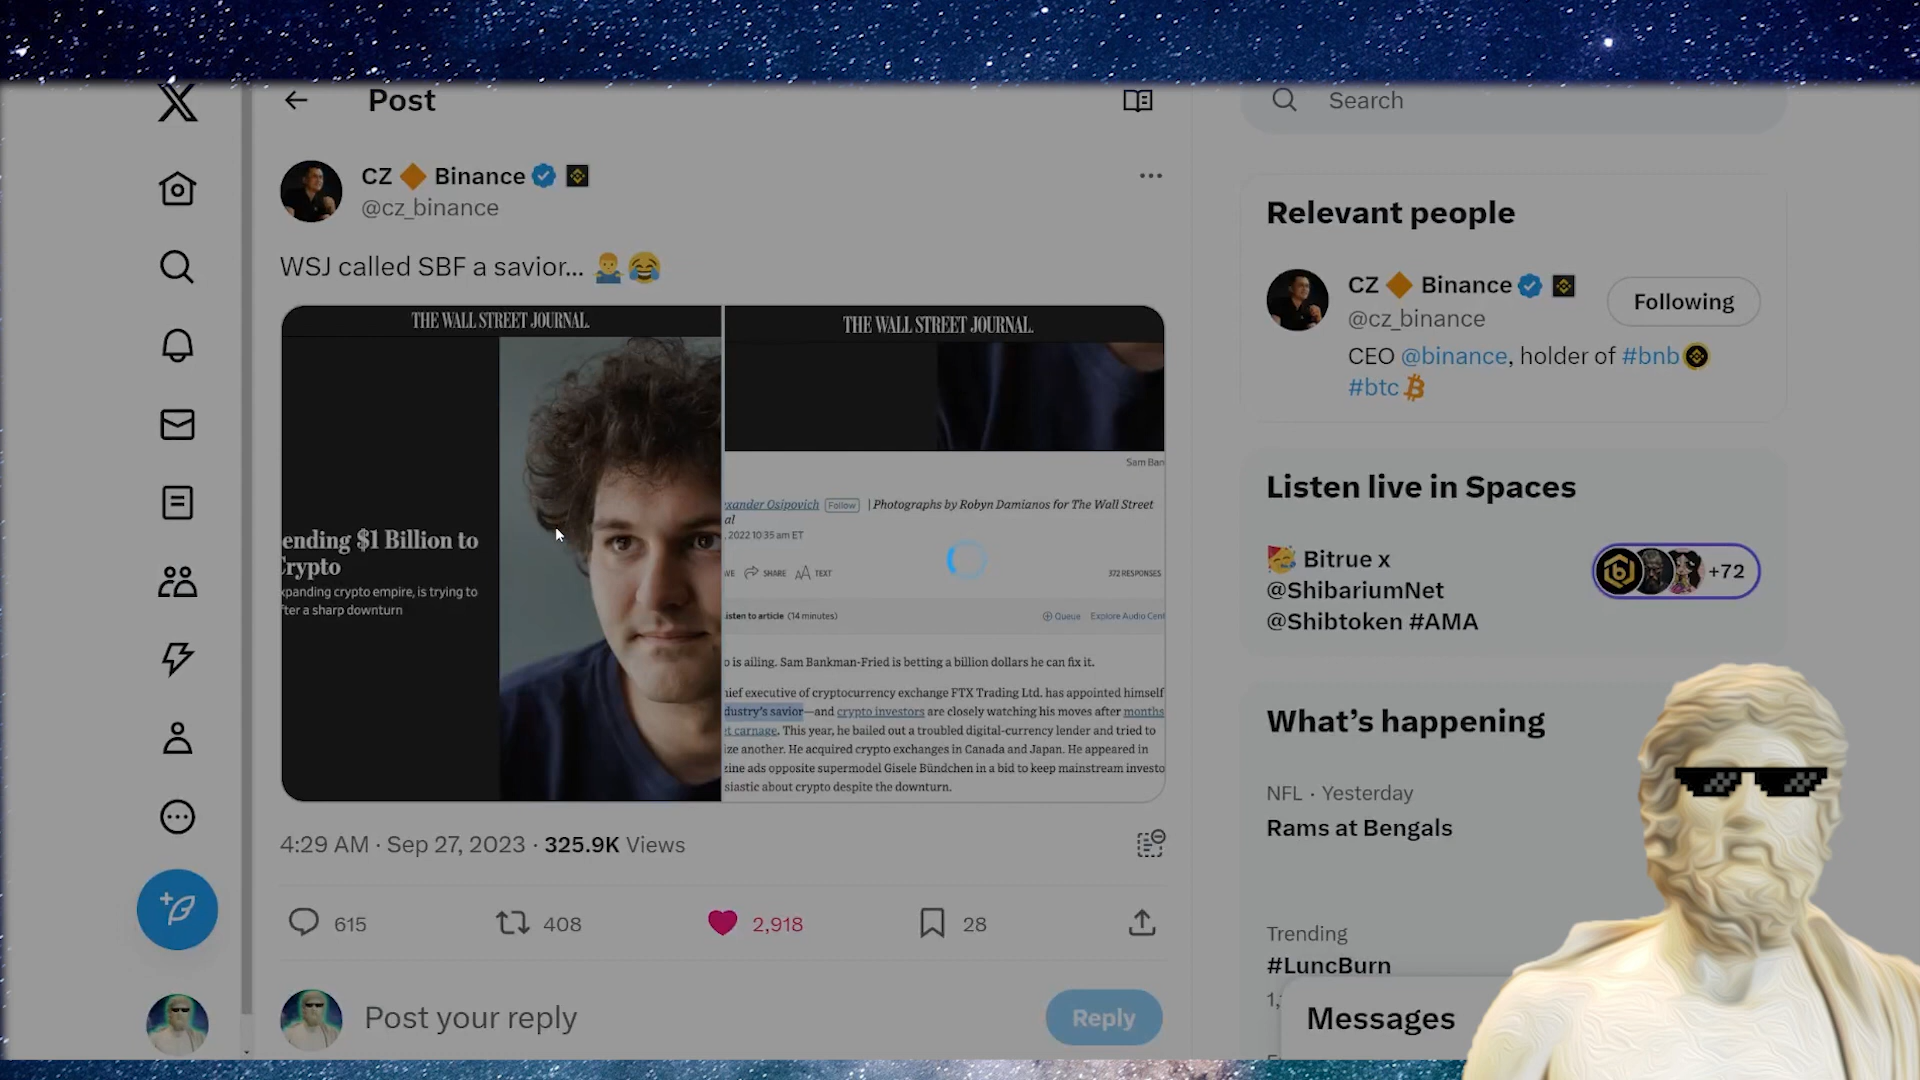 Post
Search
CZ 🔶 Binance
@cz_binance
WSJ called SBF a savior... 🤷‍♂️😂
THE WALL STREET JOURNAL.
ending $1 Billion to
Crypto
xpanding crypto empire, is trying to
fter a sharp downturn
THE WALL STREET JOURNAL.
Sam Ban
exander Osipovich Follow | Photographs by Robyn Damianos for The Wall Street
al
, 2022 10:35 am ET
VE SHARE AA TEXT 372 RESPONSES
isten to article (14 minutes) Queue Explore Audio Cent
o is ailing. Sam Bankman-Fried is betting a billion dollars he can fix it.
hief executive of cryptocurrency exchange FTX Trading Ltd. has appointed himself
dustry's savior—and crypto investors are closely watching his moves after months
t carnage. This year, he bailed out a troubled digital-currency lender and tried to
ize another. He acquired crypto exchanges in Canada and Japan. He appeared in
zine ads opposite supermodel Gisele Bündchen in a bid to keep mainstream investo
siastic about crypto despite the downturn.
4:29 AM · Sep 27, 2023 · 325.9K Views
615 408 2,918 28
Post your reply
Reply
Relevant people
CZ 🔶 Binance
@cz_binance
Following
CEO @binance, holder of #bnb
#btc
Listen live in Spaces
🥳 Bitrue x
@ShibariumNet
@Shibtoken #AMA
+72
What's happening
NFL · Yesterday
Rams at Bengals
Trending
#LuncBurn
Messages